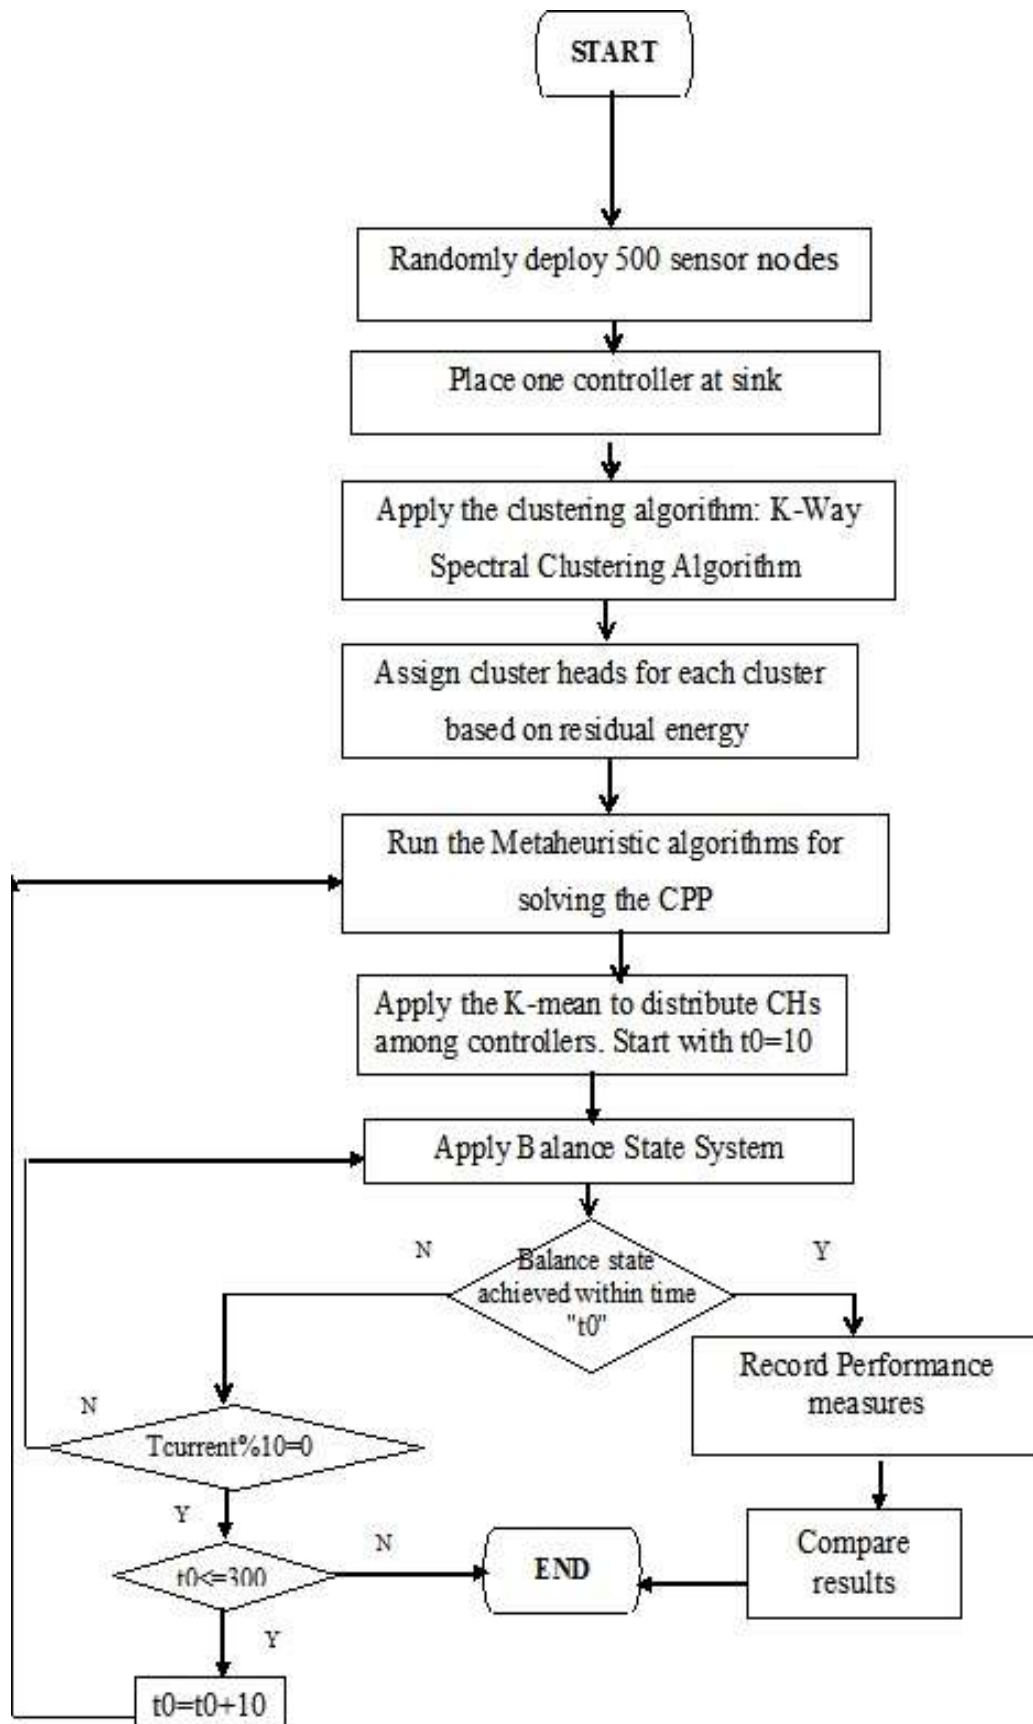 START
Randomly deploy 500 sensor nodes
Place one controller at sink
Apply the clustering algorithm: K-Way
Spectral Clustering Algorithm
Assign cluster heads for each cluster
based on residual energy
Run the Metaheuristic algorithms for
solving the CPP
Apply the K-mean to distribute CHs
among controllers. Start with t0=10
Apply Balance State System
N
Y
Balance state
achieved within time
"t0"
Record Performance
measures
N
Tcurrent%10=0
Y
N
t0<=300
END
Compare
results
Y
t0=t0+10